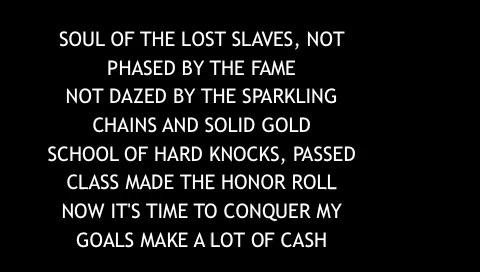 SOUL OF THE LOST SLAVES, NOT
PHASED BY THE FAME
NOT DAZED BY THE SPARKLING
CHAINS AND SOLID GOLD
SCHOOL OF HARD KNOCKS, PASSED
CLASS MADE THE HONOR ROLL
NOW IT'S TIME TO CONQUER MY
GOALS MAKE A LOT OF CASH